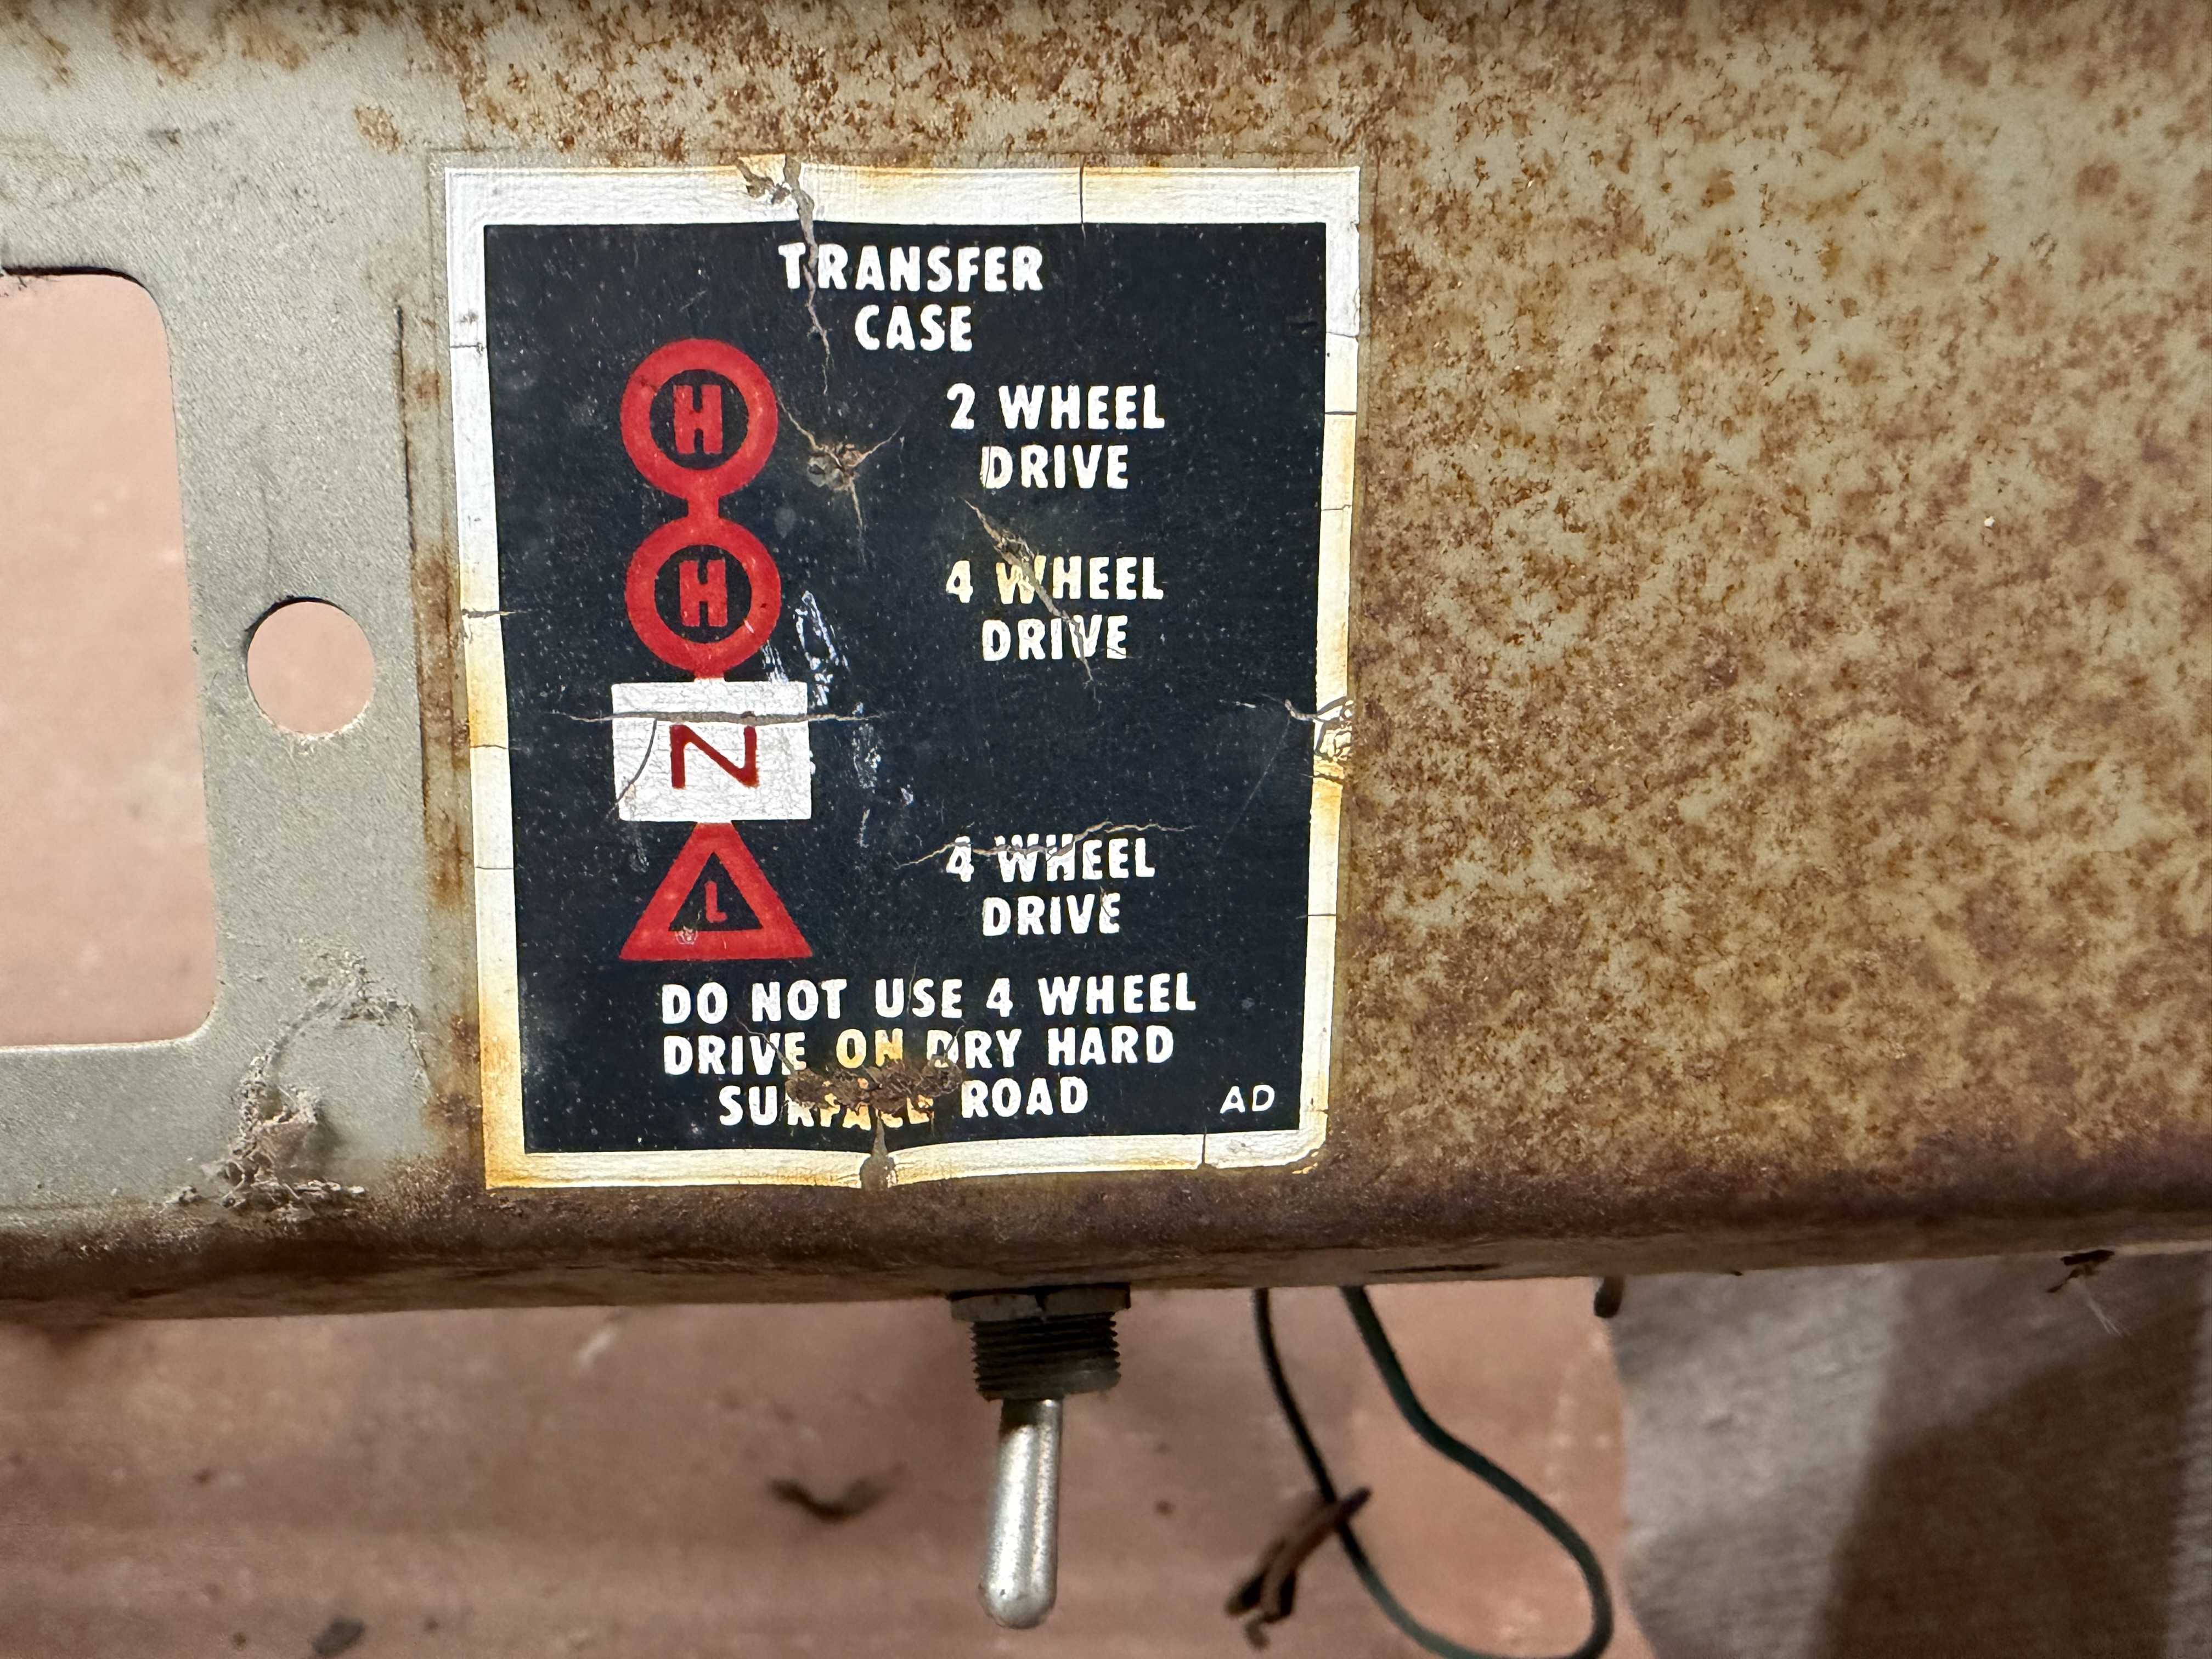 TRANSFER
CASE
H 2 WHEEL
DRIVE
H 4 WHEEL
DRIVE
N
L 4 WHEEL
DRIVE
DO NOT USE 4 WHEEL
DRIVE ON DRY HARD
SURFACE ROAD
AD